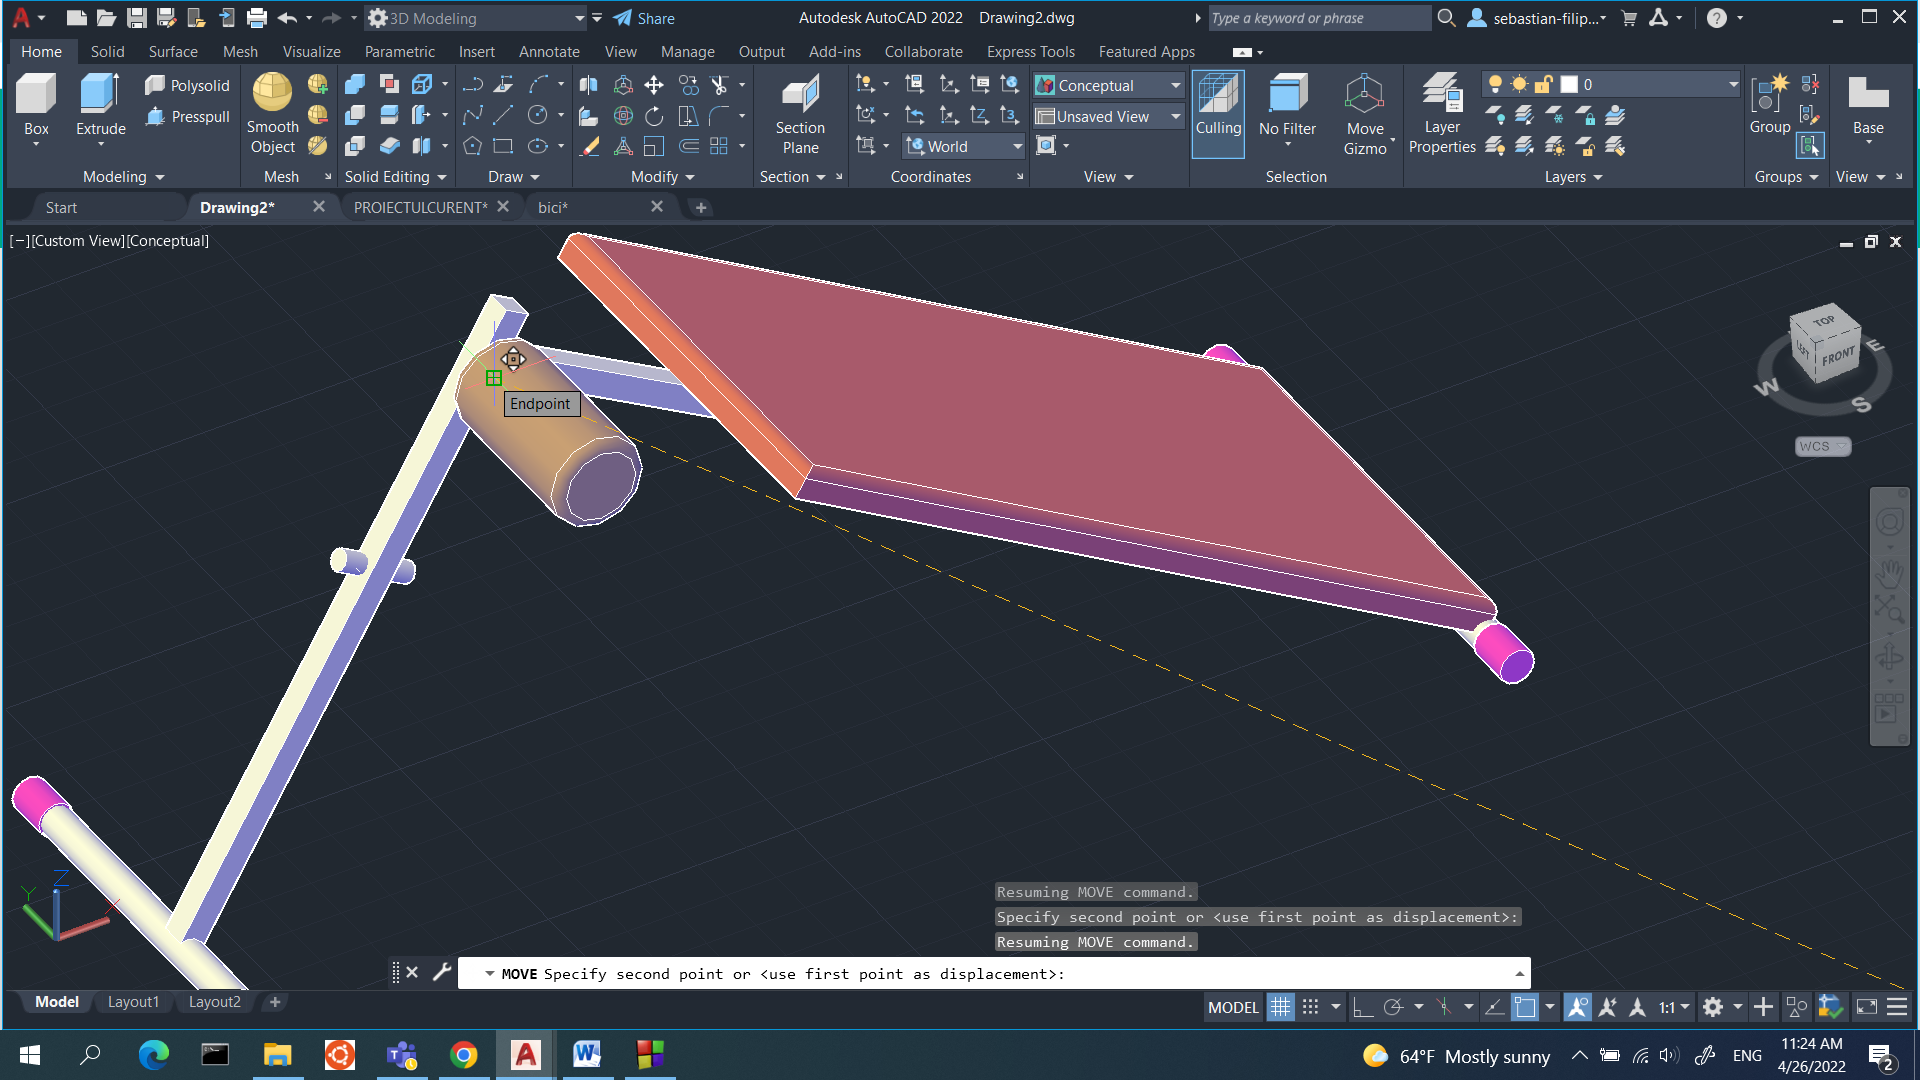 3D Modeling
Share
Autodesk AutoCAD 2022 Drawing2.dwg
Type a keyword or phrase
sebastian-filip...
Home Solid Surface Mesh Visualize Parametric Insert Annotate View Manage Output Add-ins Collaborate Express Tools Featured Apps
Box
Extrude
Polysolid
Presspull
Modeling
Smooth
Object
Mesh
Solid Editing
Draw
Modify
Section
Plane
Section
World
Coordinates
Conceptual
Unsaved View
View
Culling
No Filter
Move
Gizmo
Selection
Layer
Properties
0
Layers
Group
Groups
Base
View
Start
Drawing2*
PROIECTULCURENT*
bici*
[−][Custom View][Conceptual]
Endpoint
TOP
LEFT
FRONT
W
S
E
WCS
Z
Y
X
Resuming MOVE command.
Specify second point or <use first point as displacement>:
Resuming MOVE command.
MOVE Specify second point or <use first point as displacement>:
Model Layout1 Layout2
MODEL
1:1
64°F Mostly sunny
ENG
11:24 AM
4/26/2022
2